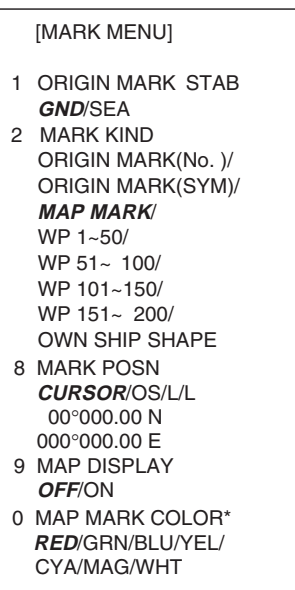 [MARK MENU]
1 ORIGIN MARK STAB
GND/SEA
2 MARK KIND
ORIGIN MARK(No. )/
ORIGIN MARK(SYM)/
MAP MARK/
WP 1~50/
WP 51~ 100/
WP 101~150/
WP 151~ 200/
OWN SHIP SHAPE
8 MARK POSN
CURSOR/OS/L/L
00°000.00 N
000°000.00 E
9 MAP DISPLAY
OFF/ON
0 MAP MARK COLOR*
RED/GRN/BLU/YEL/
CYA/MAG/WHT